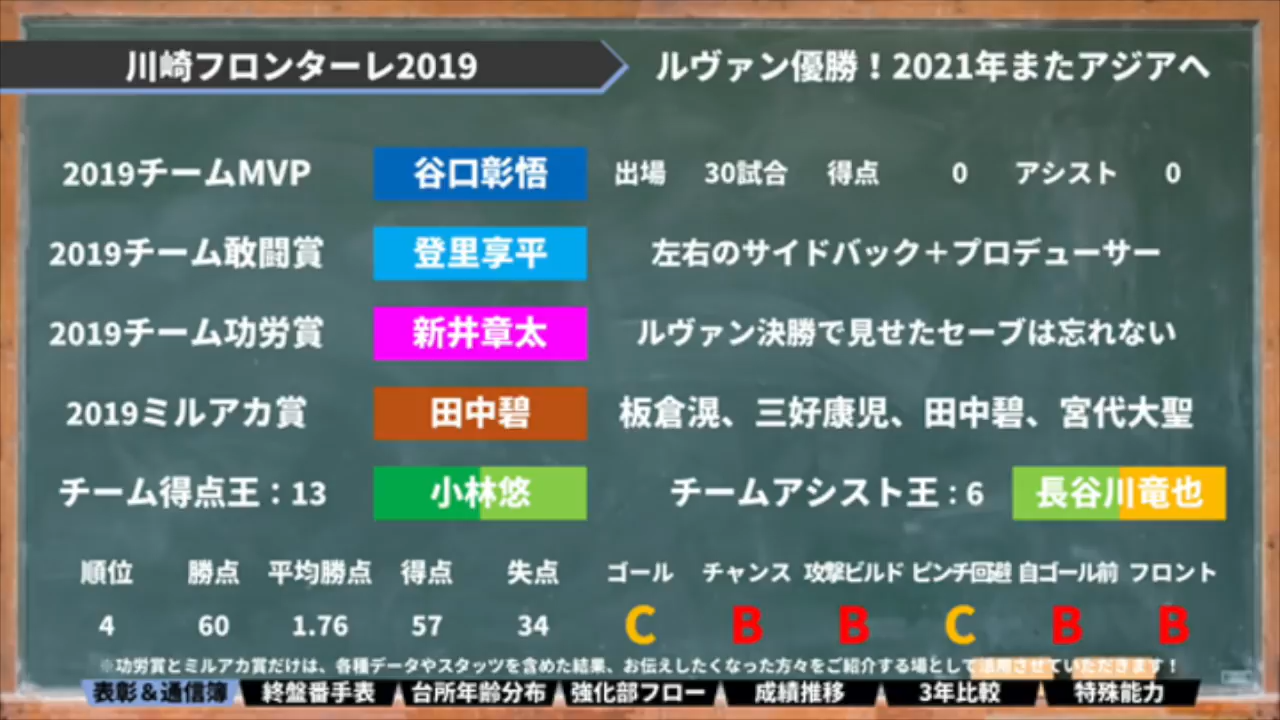 川崎フロンターレ2019 ルヴァン優勝！2021年またアジアへ
2019チームMVP 谷口彰悟 出場 30試合 得点 0 アシスト 0
2019チーム敢闘賞 登里享平 左右のサイドバック＋プロデューサー
2019チーム功労賞 新井章太 ルヴァン決勝で見せたセーブは忘れない
2019ミルアカ賞 田中碧 板倉滉、三好康児、田中碧、宮代大聖
チーム得点王：13 小林悠 チームアシスト王：6 長谷川竜也
順位 勝点 平均勝点 得点 失点 ゴール チャンス 攻撃ビルド ピンチ回避 自ゴール前 フロント
4 60 1.76 57 34 C B B C B B
※功労賞とミルアカ賞だけは、各種データやスタッツを含めた結果、お伝えしたくなった方々をご紹介する場として活用させていただきます！
表彰＆通信簿 終盤番手表 台所年齢分布 強化部フロー 成績推移 3年比較 特殊能力